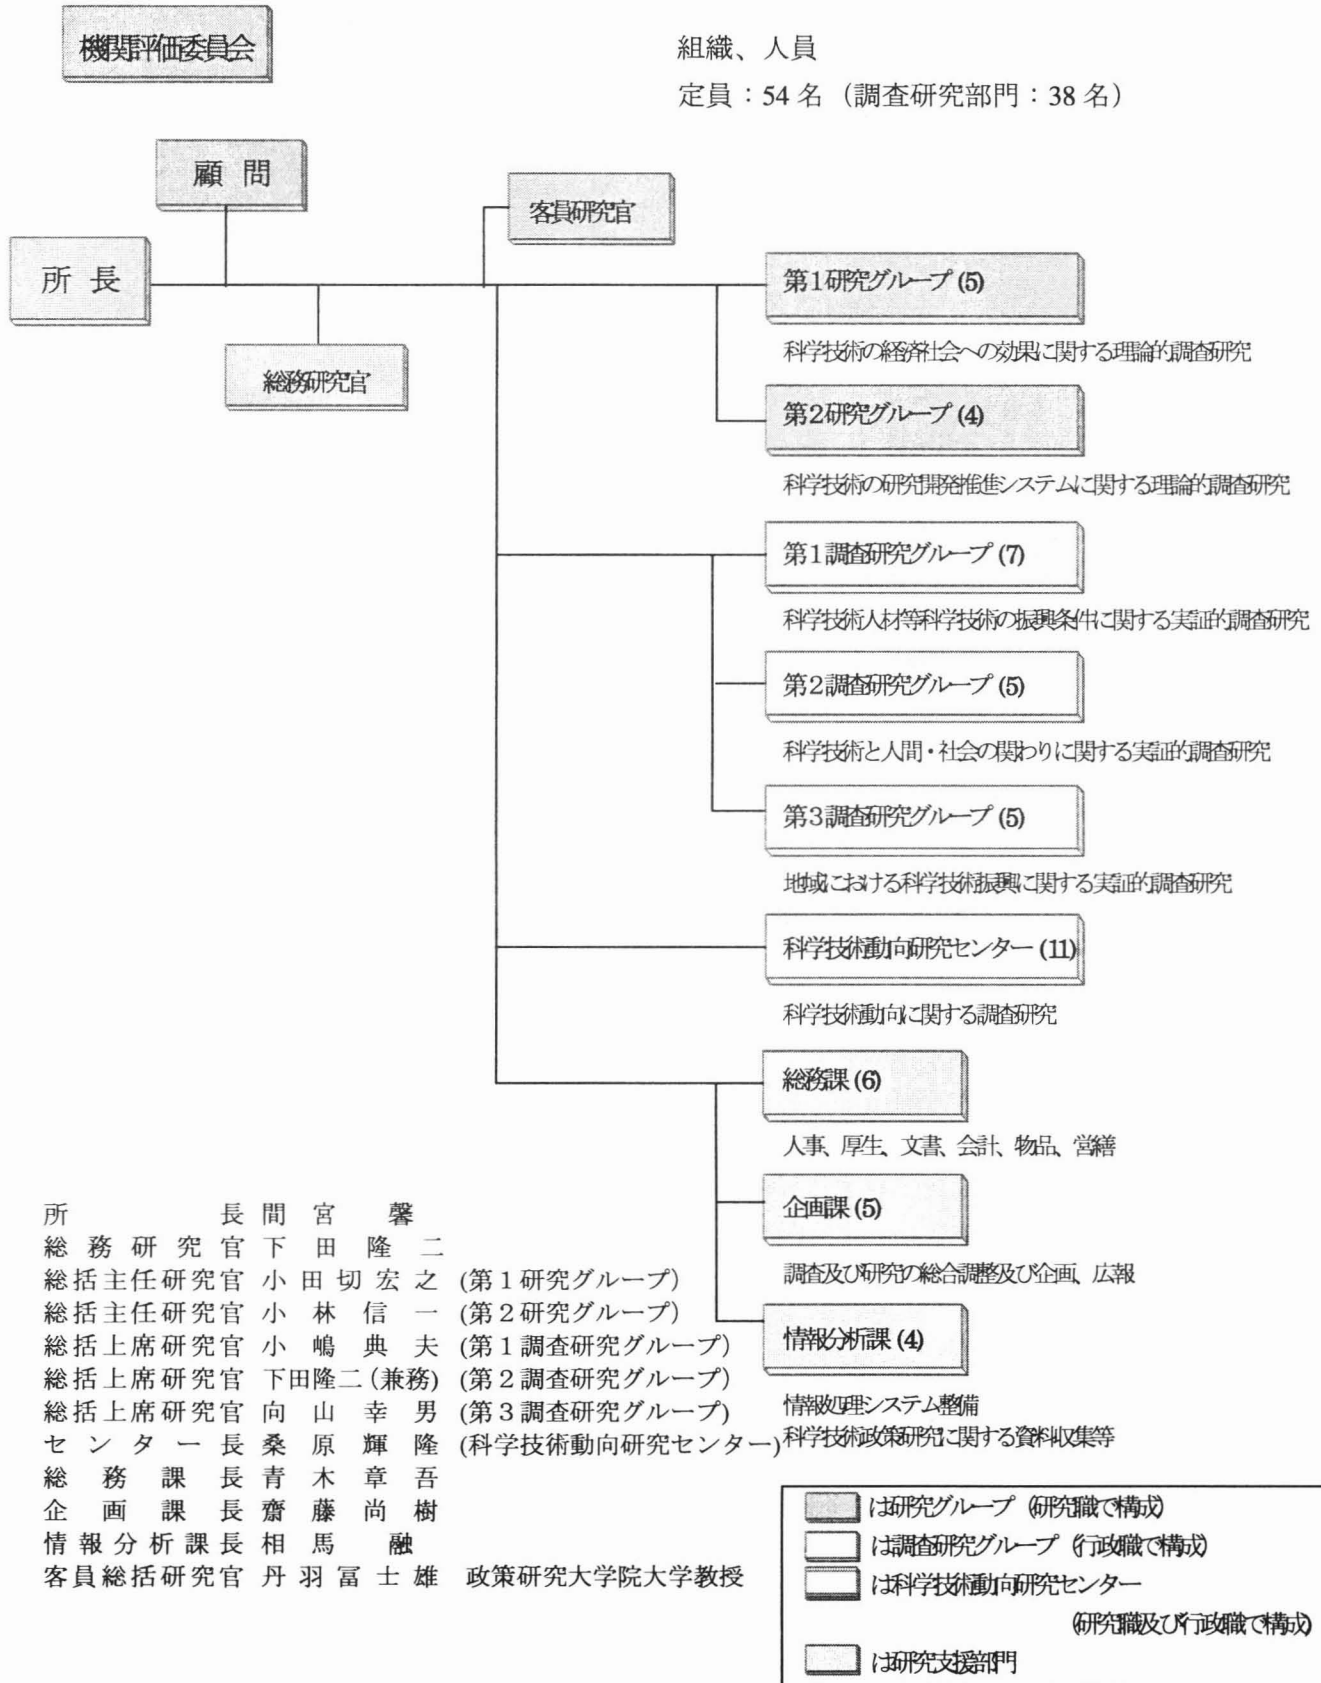 機関評価委員会
組織、人員
定員：54名（調査研究部門：38名）
顧問
客員研究官
所長
総務研究官
第1研究グループ (5)
科学技術の経済社会への効果に関する理論的調査研究
第2研究グループ (4)
科学技術の研究開発推進システムに関する理論的調査研究
第1調査研究グループ (7)
科学技術人材等科学技術の振興条件に関する実証的調査研究
第2調査研究グループ (5)
科学技術と人間・社会の関わりに関する実証的調査研究
第3調査研究グループ (5)
地域における科学技術振興に関する実証的調査研究
科学技術動向研究センター (11)
科学技術動向に関する調査研究
総務課 (6)
人事、厚生、文書、会計、物品、営繕
企画課 (5)
調査及び研究の総合調整及び企画、広報
情報分析課 (4)
情報処理システム整備
科学技術政策研究に関する資料収集等
所長 間宮馨
総務研究官 下田隆二
総括主任研究官 小田切宏之 (第1研究グループ)
総括主任研究官 小林信一 (第2研究グループ)
総括上席研究官 小嶋典夫 (第1調査研究グループ)
総括上席研究官 下田隆二(兼務) (第2調査研究グループ)
総括上席研究官 向山幸男 (第3調査研究グループ)
センター長 桑原輝隆 (科学技術動向研究センター)
総務課長 青木章吾
企画課長 齋藤尚樹
情報分析課長 相馬融
客員総括研究官 丹羽冨士雄 政策研究大学院大学教授
は研究グループ (研究職で構成)
は調査研究グループ (行政職で構成)
は科学技術動向研究センター
(研究職及び行政職で構成)
は研究支援部門